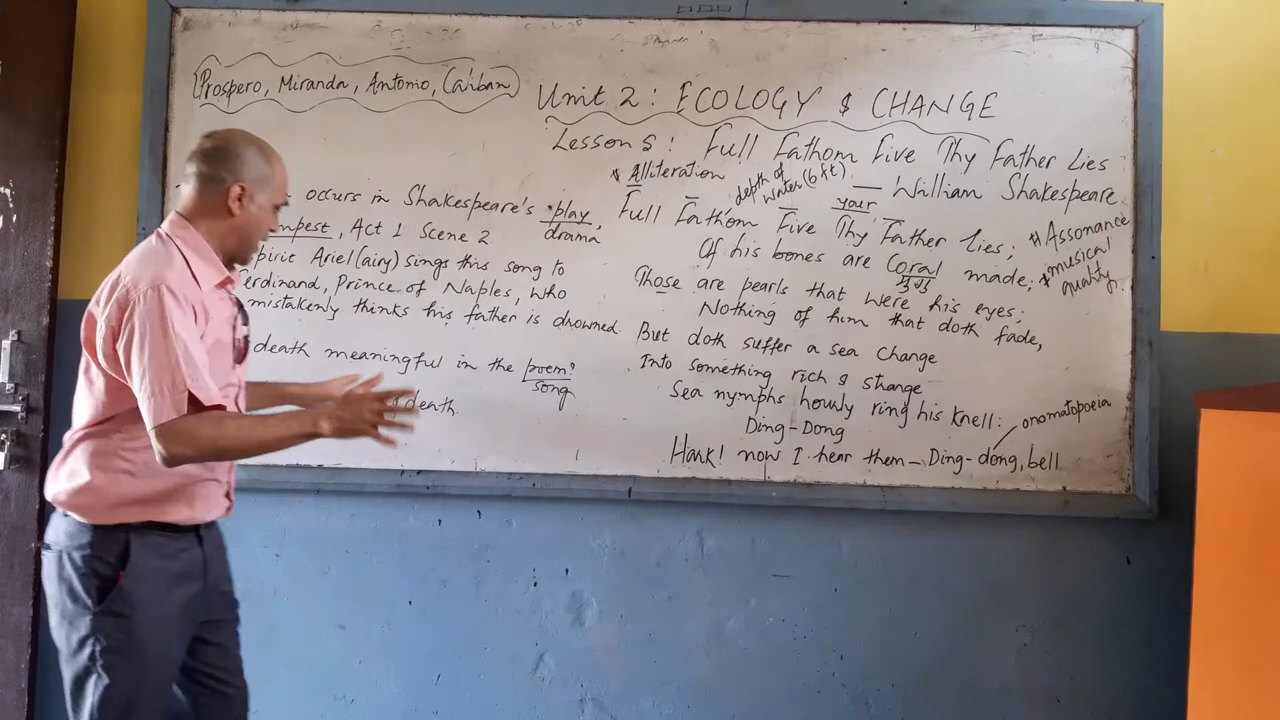 Prospero, Miranda, Antonio, Caliban
Unit 2: ECOLOGY & CHANGE
Lesson 5: Full Fathom Five Thy Father Lies
— William Shakespeare
* Alliteration
depth of
water (6 ft)
your
Full Fathom Five Thy Father lies;
Of his bones are Coral made;
Those are pearls that were his eyes;
Nothing of him that doth fade,
But doth suffer a sea change
Into something rich & strange
Sea nymphs hourly ring his knell:
Ding-Dong
onomatopoeia
Hark! now I hear them – Ding-dong, bell
* Assonance
* musical
quality
occurs in Shakespeare's play,
drama
mpest, Act 1 Scene 2
pirit Ariel (airy) sings this song to
erdinand, Prince of Naples, who
mistakenly thinks his father is drowned.
death meaningful in the poem?
song
death.